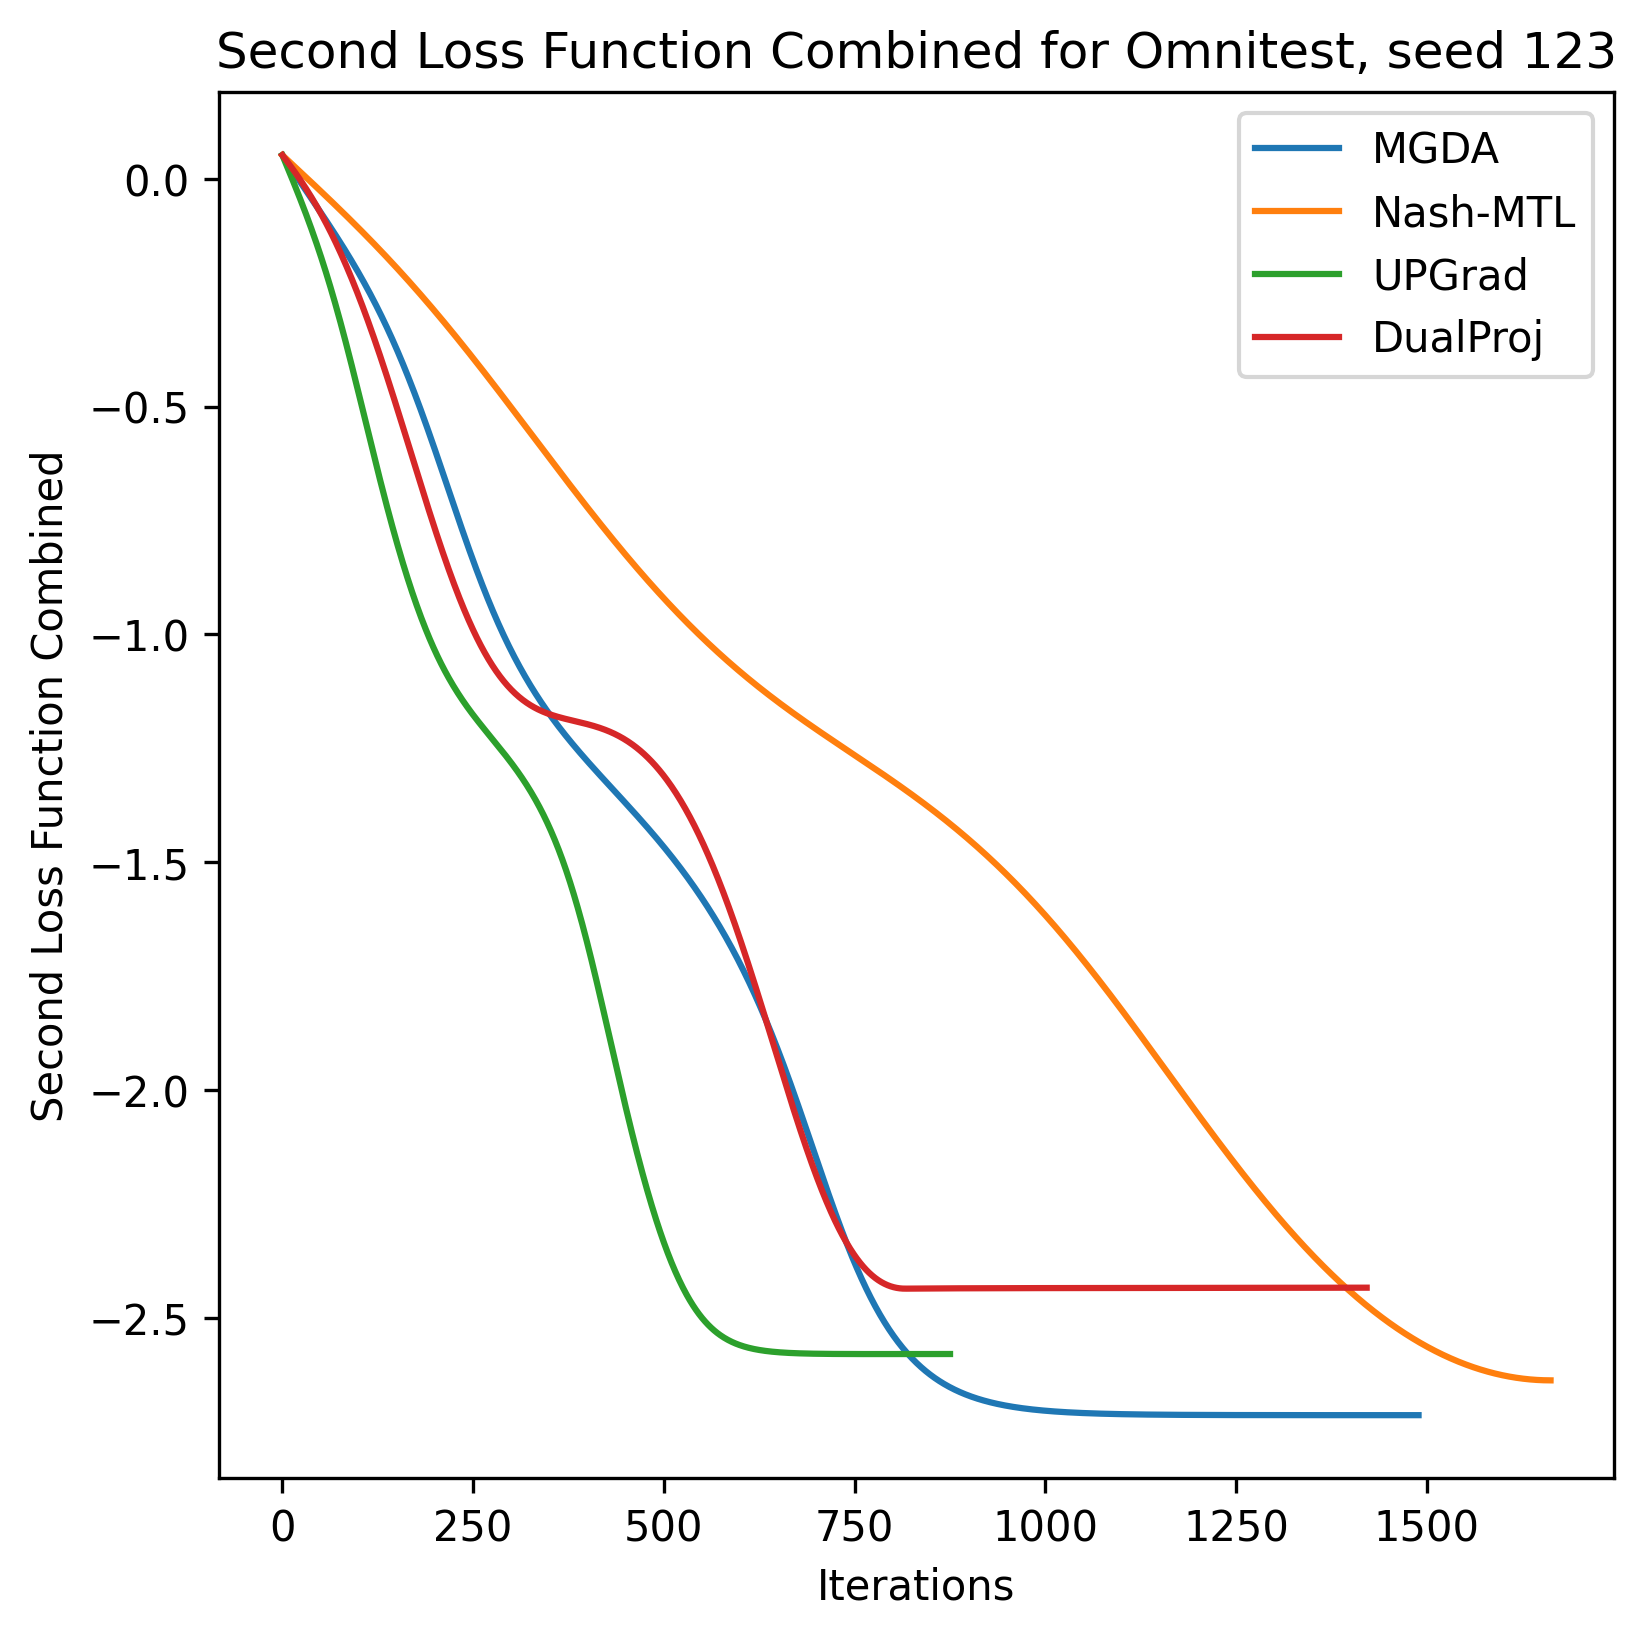 Second Loss Function Combined for Omnitest, seed 123
MGDA
Nash-MTL
UPGrad
DualProj
0.0
−0.5
−1.0
−1.5
−2.0
−2.5
Second Loss Function Combined
0 250 500 750 1000 1250 1500
Iterations